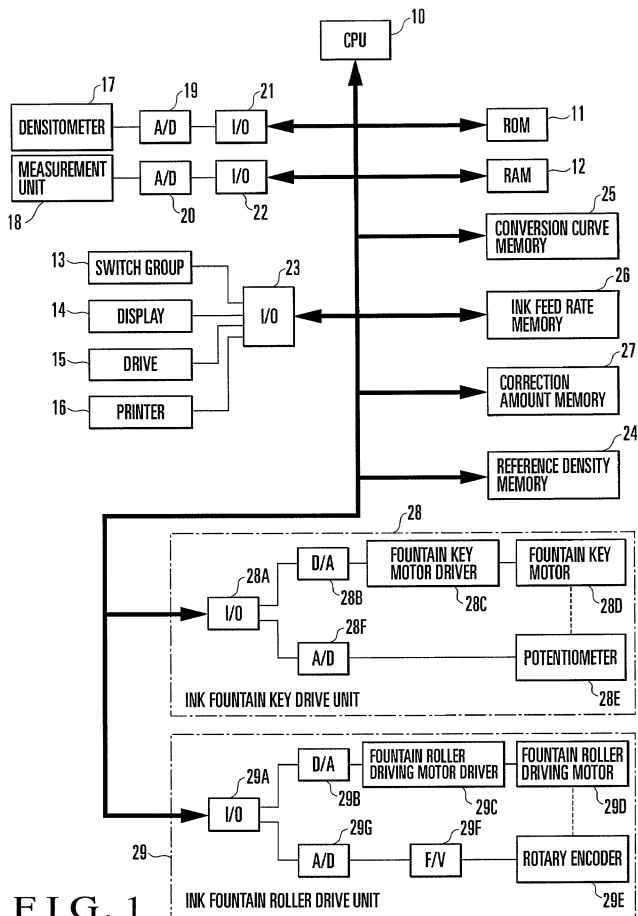 CPU
10
17
19
21
DENSITOMETER
A/D
I/O
ROM
11
MEASUREMENT
UNIT
A/D
I/O
RAM
12
18
20
22
25
CONVERSION CURVE
MEMORY
13
SWITCH GROUP
23
26
14
DISPLAY
I/O
INK FEED RATE
MEMORY
15
DRIVE
27
16
PRINTER
CORRECTION
AMOUNT MEMORY
24
REFERENCE DENSITY
MEMORY
28
28A
I/O
D/A
28B
FOUNTAIN KEY
MOTOR DRIVER
28C
FOUNTAIN KEY
MOTOR
28D
28F
A/D
POTENTIOMETER
28E
INK FOUNTAIN KEY DRIVE UNIT
29A
I/O
D/A
29B
FOUNTAIN ROLLER
DRIVING MOTOR DRIVER
29C
FOUNTAIN ROLLER
DRIVING MOTOR
29D
29G
29F
29
A/D
F/V
ROTARY ENCODER
29E
INK FOUNTAIN ROLLER DRIVE UNIT
FIG. 1